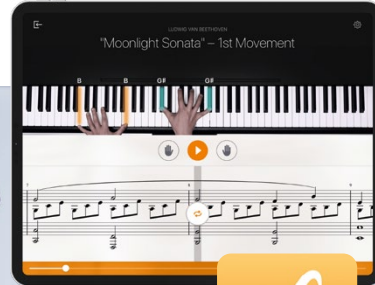 LUDWIG VAN BEETHOVEN
"Moonlight Sonata" – 1st Movement
B B G# G#